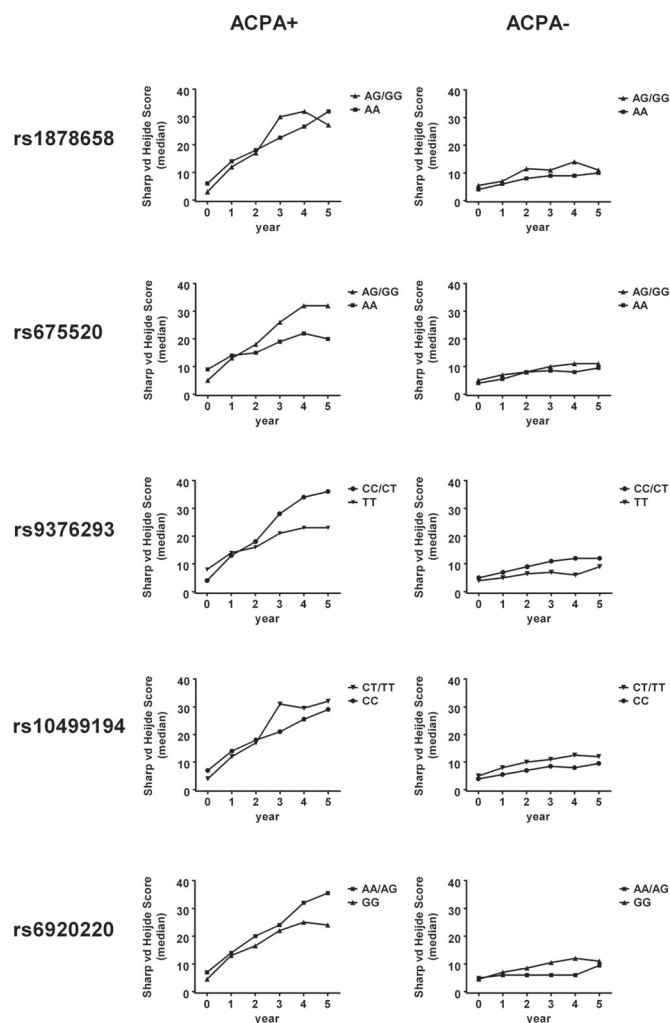 ACPA+ ACPA-
rs1878658
Sharp vd Heijde Score
(median)
40
30
20
10
0
0 1 2 3 4 5
year
AG/GG
AA
Sharp vd Heijde Score
(median)
40
30
20
10
0
0 1 2 3 4 5
year
AG/GG
AA
rs675520
Sharp vd Heijde Score
(median)
40
30
20
10
0
0 1 2 3 4 5
year
AG/GG
AA
Sharp vd Heijde Score
(median)
40
30
20
10
0
0 1 2 3 4 5
year
AG/GG
AA
rs9376293
Sharp vd Heijde Score
(median)
40
30
20
10
0
0 1 2 3 4 5
year
CC/CT
TT
Sharp vd Heijde Score
(median)
40
30
20
10
0
0 1 2 3 4 5
year
CC/CT
TT
rs10499194
Sharp vd Heijde Score
(median)
40
30
20
10
0
0 1 2 3 4 5
year
CT/TT
CC
Sharp vd Heijde Score
(median)
40
30
20
10
0
0 1 2 3 4 5
year
CT/TT
CC
rs6920220
Sharp vd Heijde Score
(median)
40
30
20
10
0
0 1 2 3 4 5
year
AA/AG
GG
Sharp vd Heijde Score
(median)
40
30
20
10
0
0 1 2 3 4 5
year
AA/AG
GG